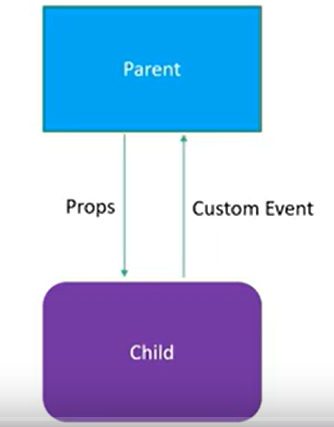 Parent
Props
Custom Event
Child